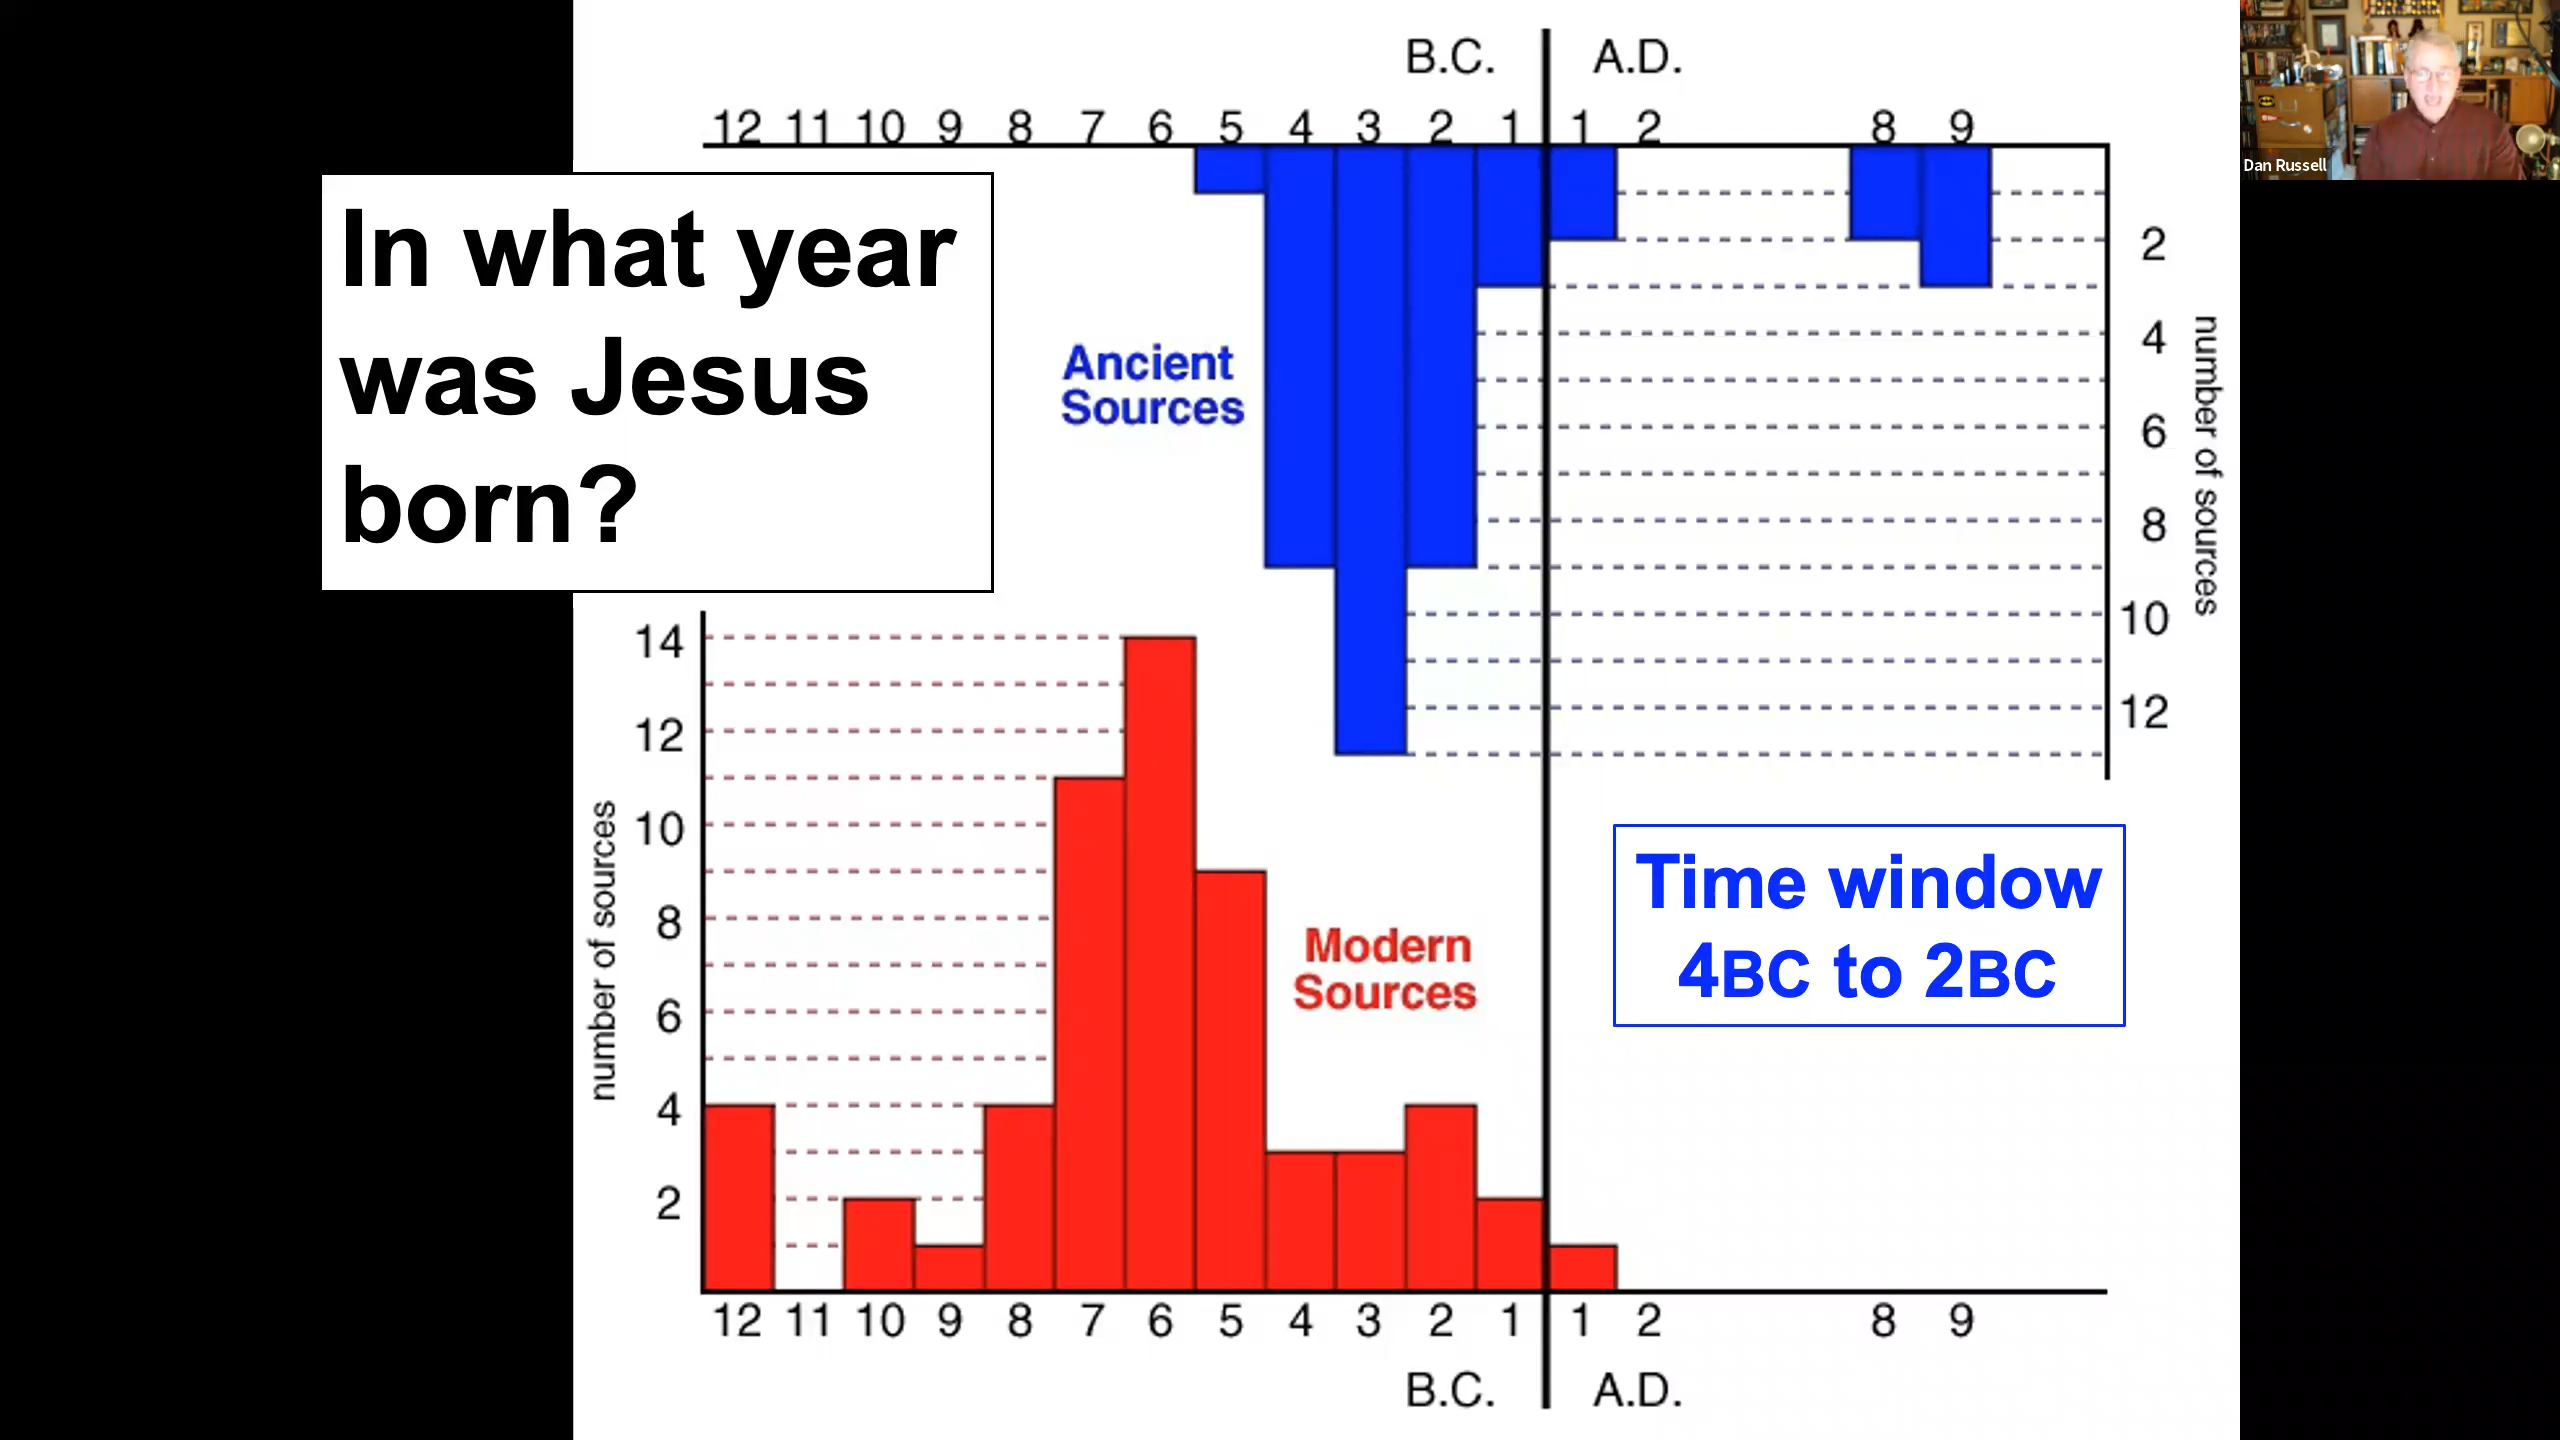 B.C. A.D.
12 11 10 9 8 7 6 5 4 3 2 1 1 2 8 9
Dan Russell
In what year
was Jesus
born?
Ancient
Sources
2
4
6
8
10
12
number of sources
14
12
10
8
6
4
2
number of sources
Modern
Sources
Time window
4BC to 2BC
12 11 10 9 8 7 6 5 4 3 2 1 1 2 8 9
B.C. A.D.